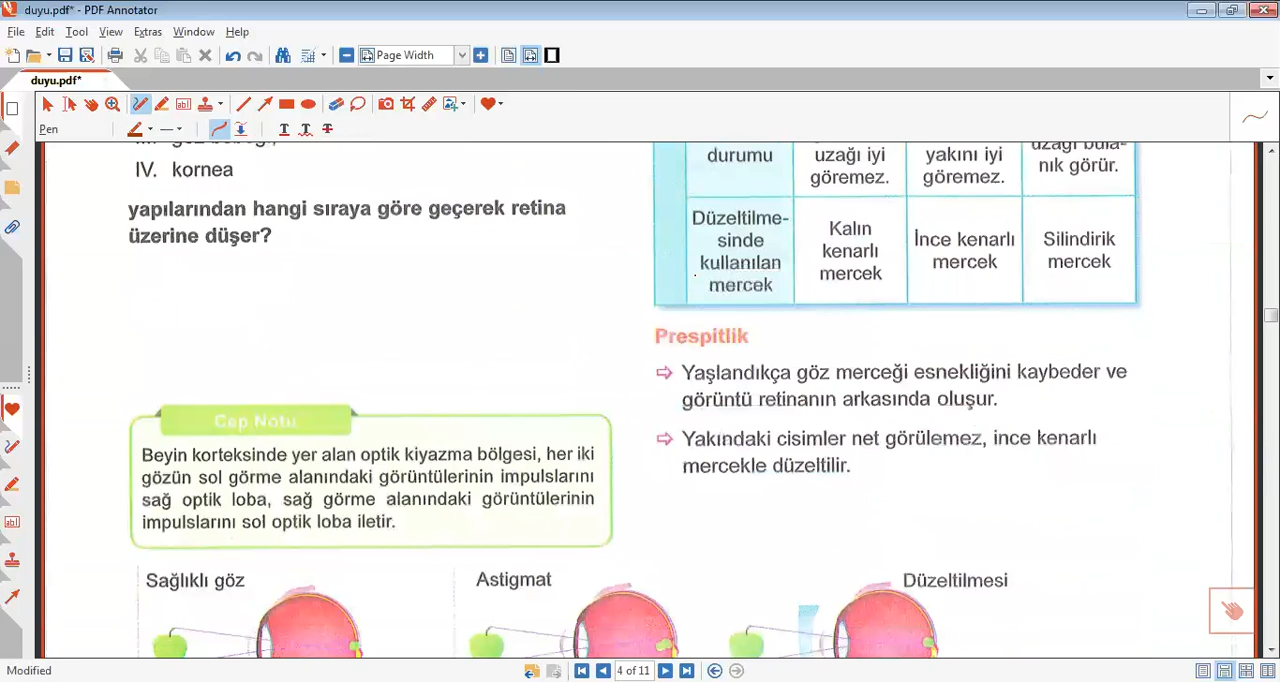 duyu.pdf* - PDF Annotator
File Edit Tool View Extras Window Help
Page Width
duyu.pdf*
Pen
IV. kornea
yapılarından hangi sıraya göre geçerek retina
üzerine düşer?
Cep Notu
Beyin korteksinde yer alan optik kiyazma bölgesi, her iki
gözün sol görme alanındaki görüntülerinin impulslarını
sağ optik loba, sağ görme alanındaki görüntülerinin
impulslarını sol optik loba iletir.
durumu
uzağı iyi
göremez.
yakını iyi
göremez.
uzağı bula-
nık görür.
Düzeltilme-
sinde
kullanılan
mercek
Kalın
kenarlı
mercek
İnce kenarlı
mercek
Silindirik
mercek
Prespitlik
⇨ Yaşlandıkça göz merceği esnekliğini kaybeder ve
görüntü retinanın arkasında oluşur.
⇨ Yakındaki cisimler net görülemez, ince kenarlı
mercekle düzeltilir.
Sağlıklı göz
Astigmat
Düzeltilmesi
Modified
4 of 11